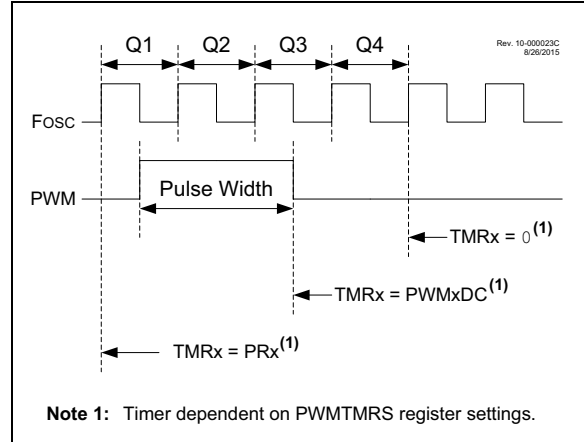 Q1 Q2 Q3 Q4
Rev. 10-000023C
8/26/2015
FOSC
PWM
Pulse Width
TMRx = 0(1)
TMRx = PWMxDC(1)
TMRx = PRx(1)
Note 1: Timer dependent on PWMTMRS register settings.